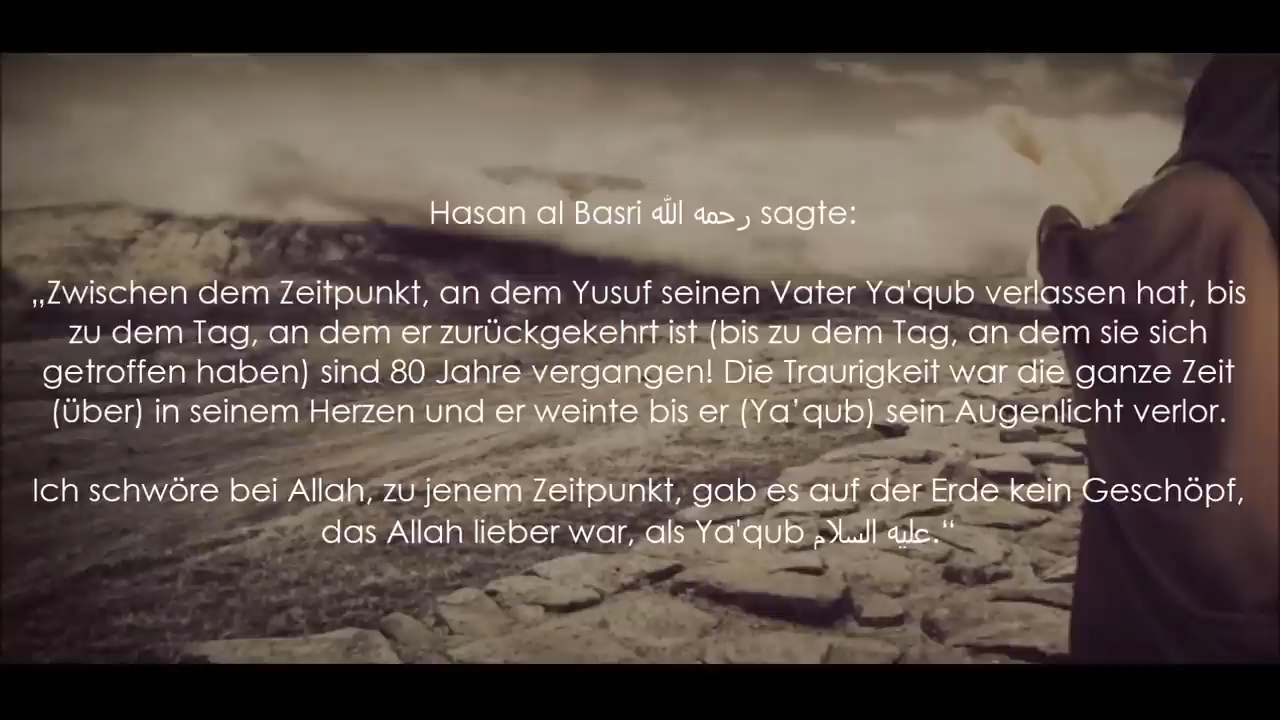 Hasan al Basri رحمه الله sagte:
„Zwischen dem Zeitpunkt, an dem Yusuf seinen Vater Ya'qub verlassen hat, bis
zu dem Tag, an dem er zurückgekehrt ist (bis zu dem Tag, an dem sie sich
getroffen haben) sind 80 Jahre vergangen! Die Traurigkeit war die ganze Zeit
(über) in seinem Herzen und er weinte bis er (Ya’qub) sein Augenlicht verlor.
Ich schwöre bei Allah, zu jenem Zeitpunkt, gab es auf der Erde kein Geschöpf,
das Allah lieber war, als Ya'qub عليه السلام.“